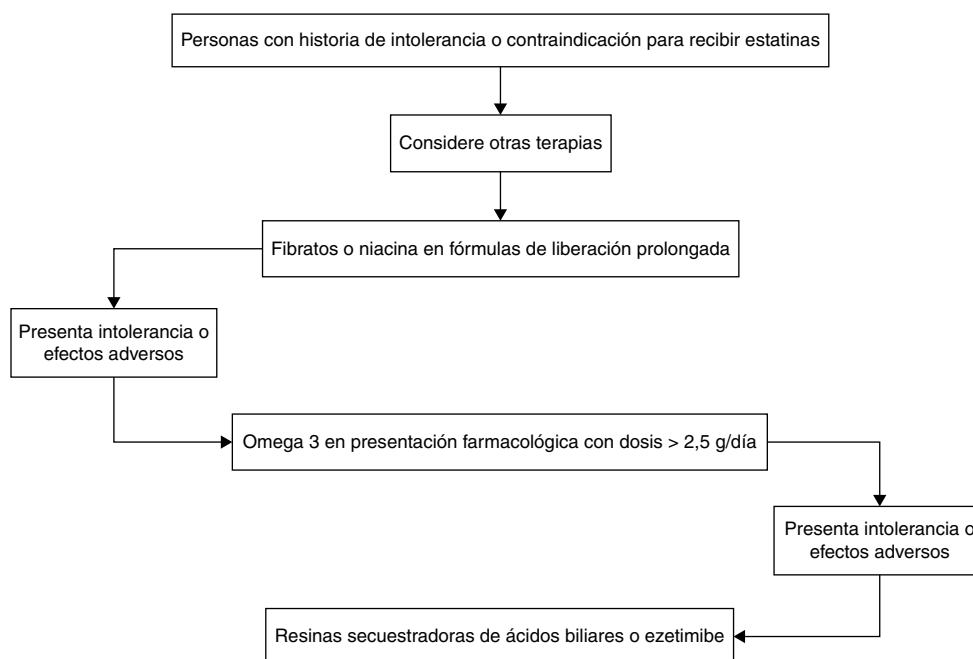 Personas con historia de intolerancia o contraindicación para recibir estatinas
Considere otras terapias
Fibratos o niacina en fórmulas de liberación prolongada
Presenta intolerancia o
efectos adversos
Omega 3 en presentación farmacológica con dosis > 2,5 g/día
Presenta intolerancia o
efectos adversos
Resinas secuestradoras de ácidos biliares o ezetimibe